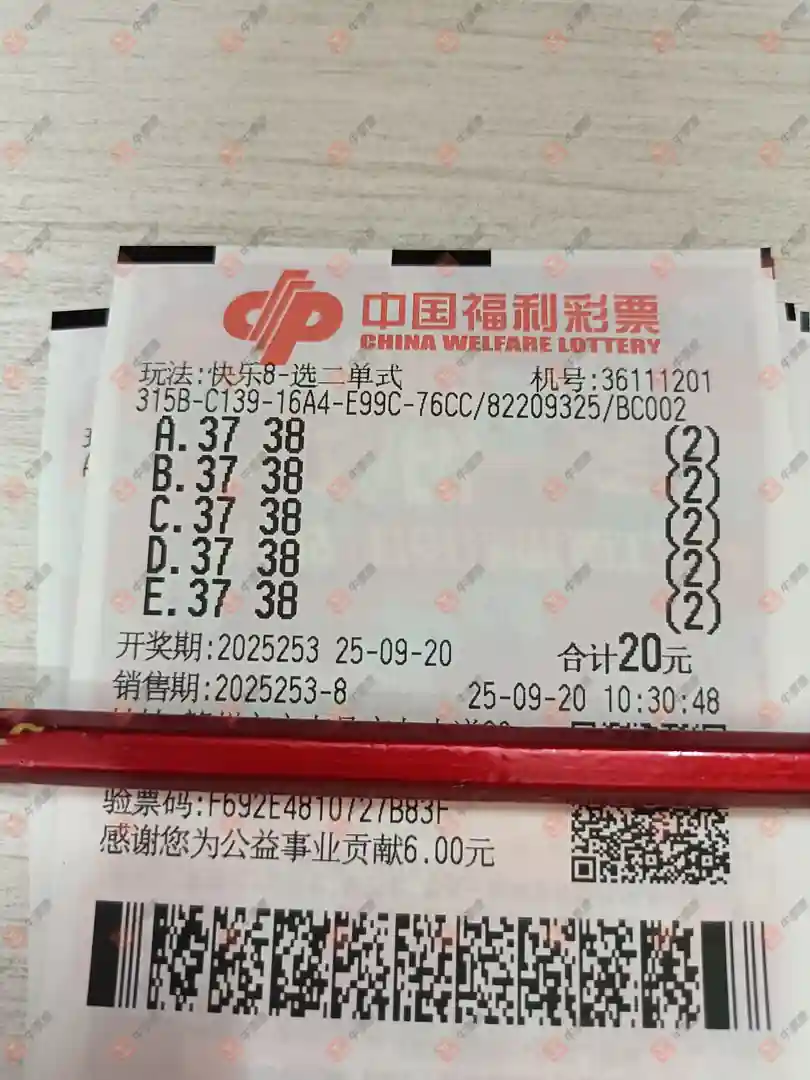 中国福利彩票
CHINA WELFARE LOTTERY
玩法:快乐8-选二单式 机号:36111201
315B-C139-16A4-E99C-76CC/82209325/BC002
A.37 38 (2)
B.37 38 (2)
C.37 38 (2)
D.37 38 (2)
E.37 38 (2)
开奖期:2025253 25-09-20 合计20元
销售期:2025253-8 25-09-20 10:30:48
验票码:F692E4810727B83F
感谢您为公益事业贡献6.00元